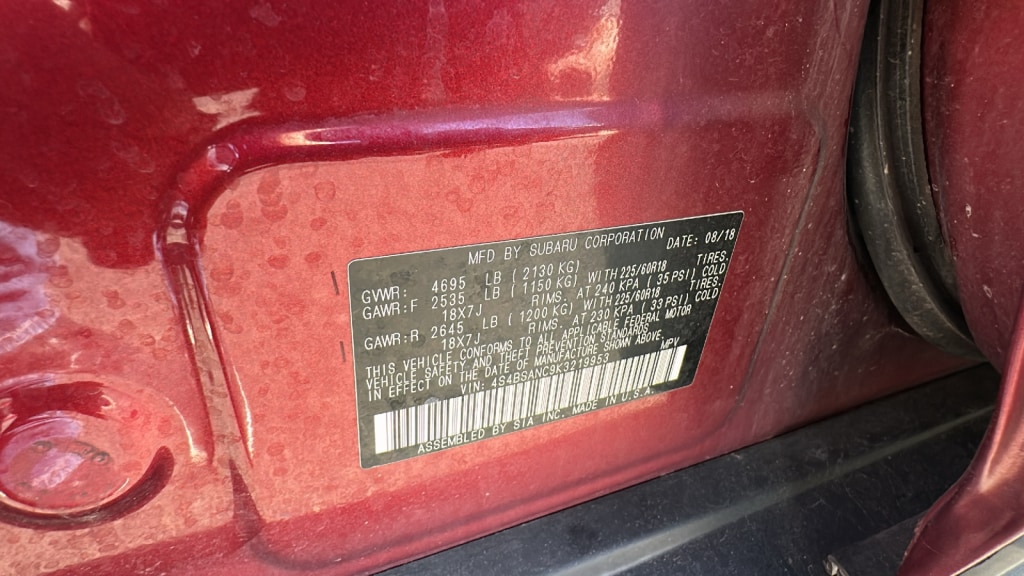 MFD BY SUBARU CORPORATION DATE: 08/18
GVWR: 4695 LB ( 2130 KG)
GAWR:F 2535 LB ( 1150 KG) WITH 225/60R18 TIRES.
18X7J RIMS. AT 240 KPA ( 35 PSI) COLD
GAWR:R 2645 LB ( 1200 KG) WITH 225/60R18 TIRES.
18X7J RIMS. AT 230 KPA ( 33 PSI) COLD
THIS VEHICLE CONFORMS TO ALL APPLICABLE FEDERAL MOTOR
VEHICLE SAFETY, AND THEFT PREVENTION STANDARDS
IN EFFECT ON THE DATE OF MANUFACTURE SHOWN ABOVE.
VIN: 4S4BSANC9K3219553 MPV
ASSEMBLED BY SIA INC. MADE IN U.S.A.